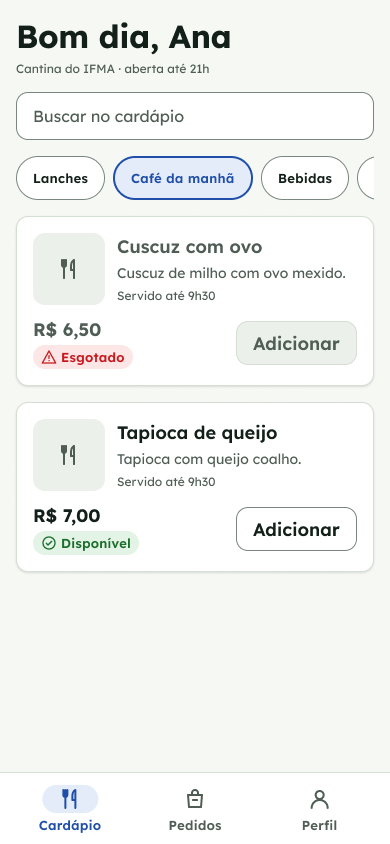 Bom dia, Ana
Cantina do IFMA · aberta até 21h
Buscar no cardápio
Lanches
Café da manhã
Bebidas
Cuscuz com ovo
Cuscuz de milho com ovo mexido.
Servido até 9h30
R$ 6,50
Esgotado
Adicionar
Tapioca de queijo
Tapioca com queijo coalho.
Servido até 9h30
R$ 7,00
Disponível
Adicionar
Cardápio
Pedidos
Perfil